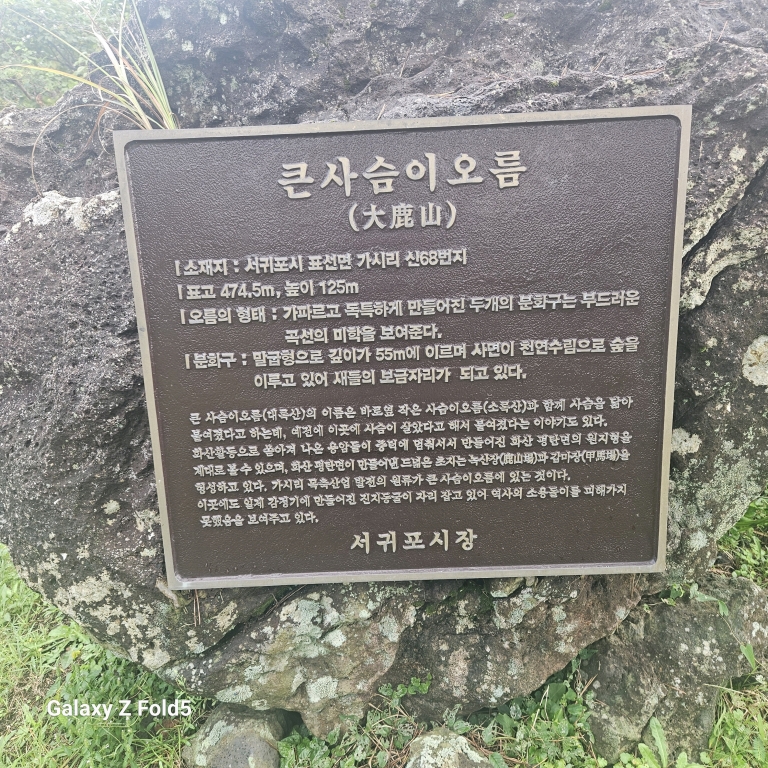 큰사슴이오름
(大鹿山)
소재지 : 서귀포시 표선면 가시리 산68번지
표고 474.5m, 높이 125m
오름의 형태 : 가파르고 독특하게 만들어진 두개의 분화구는 부드러운
곡선의 미학을 보여준다.
분화구 : 말굽형으로 깊이가 55m에 이르며 사면이 천연수림으로 숲을
이루고 있어 새들의 보금자리가 되고 있다.
큰 사슴이오름(대록산)의 이름은 바로옆 작은 사슴이오름(소록산)과 함께 사슴을 닮아
붙여졌다고 하는데, 예전에 이곳에 사슴이 살았다고 해서 붙여졌다는 이야기도 있다.
화산활동으로 쏟아져 나온 용암들이 중턱에 멈춰서서 만들어진 화산 평탄면의 원지형을
제대로 볼 수 있으며, 화산 평탄면이 만들어낸 드넓은 초지는 녹산장(鹿山場)과 갑마장(甲馬場)을
형성하고 있다. 가시리 목축산업 발전의 원류가 큰 사슴이오름에 있는 것이다.
이곳에도 일제 강점기에 만들어진 진지동굴이 자리 잡고 있어 역사의 소용돌이를 피해가지
못했음을 보여주고 있다.
서귀포시장
Galaxy Z Fold5